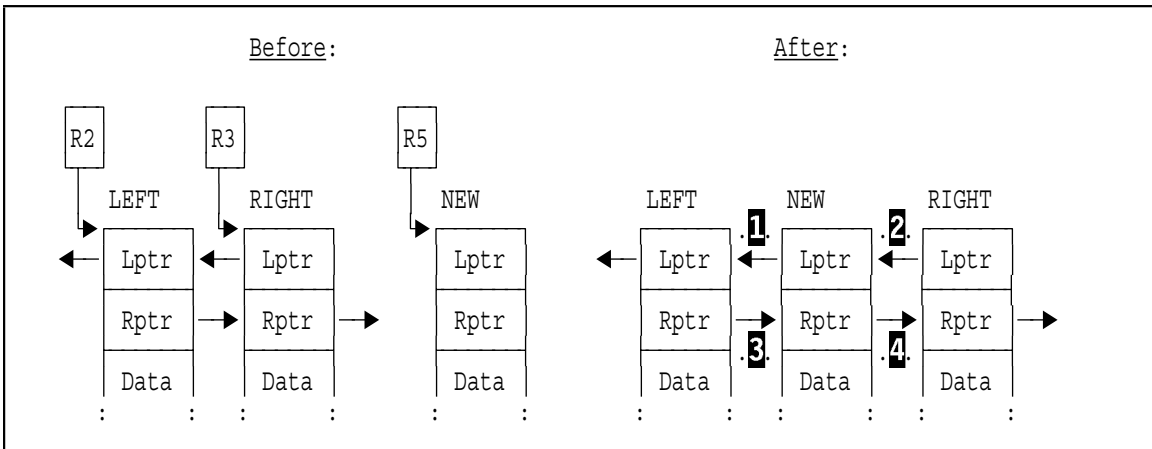 Before: After:
R2 R3 R5
LEFT RIGHT NEW LEFT NEW RIGHT
.1. .2.
Lptr Lptr Lptr Lptr Lptr Lptr
Rptr Rptr Rptr Rptr Rptr Rptr
.3. .4.
Data Data Data Data Data Data
: : : : : : : : : : : :